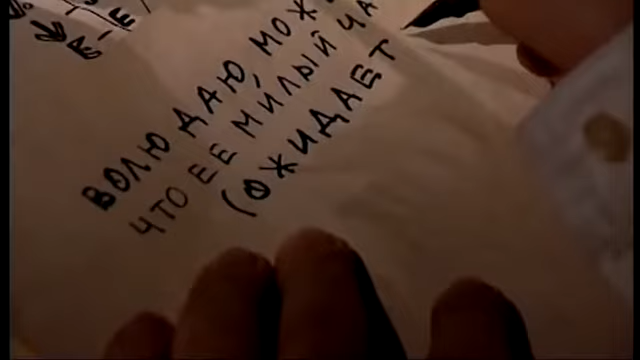 Е-Е
ВОЛЮ ДАЮ, МОЖ
ЧТО ЕЕ МИЛЫЙ ЧА
(ОЖИДАЕТ